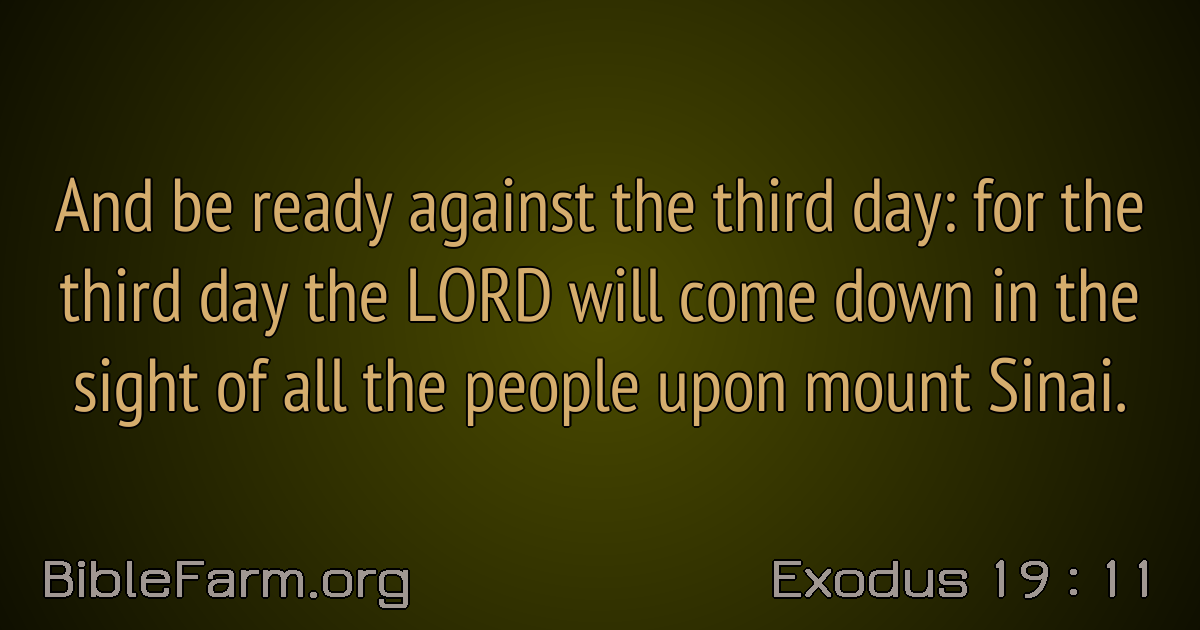 And be ready against the third day: for the
third day the LORD will come down in the
sight of all the people upon mount Sinai.
BibleFarm.org
Exodus 19 : 11